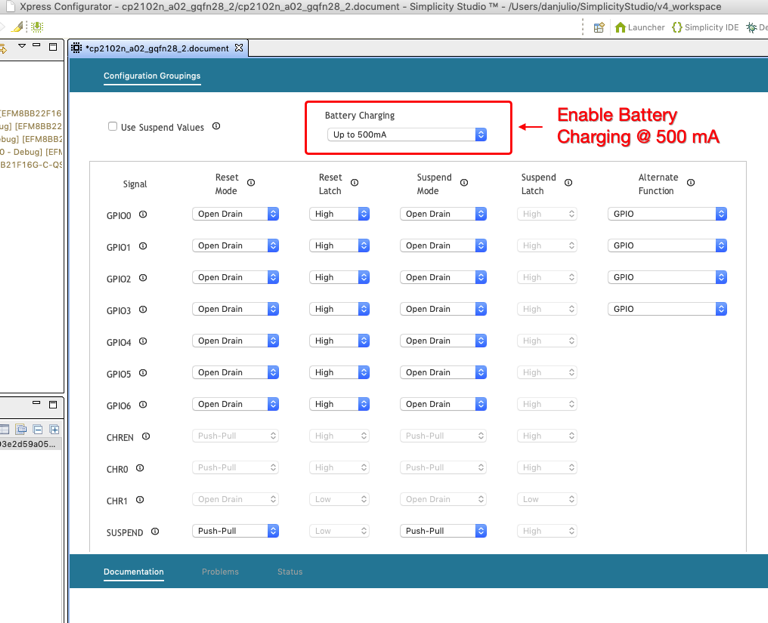 Xpress Configurator - cp2102n_a02_gqfn28_2/cp2102n_a02_gqfn28_2.document - Simplicity Studio ™ - /Users/danjulio/SimplicityStudio/v4_workspace
Launcher
Simplicity IDE
De
*cp2102n_a02_gqfn28_2.document
Configuration Groupings
[EFM8BB22F16
ug] [EFM8BB2
ebug] [EFM8B
0 - Debug] [EFM
BB21F16G-C-QS
93e2d59a05...
Use Suspend Values
Battery Charging
Up to 500mA
Enable Battery
Charging @ 500 mA
Signal
Reset
Mode
Reset
Latch
Suspend
Mode
Suspend
Latch
Alternate
Function
GPIO0 Open Drain High Open Drain High GPIO
GPIO1 Open Drain High Open Drain High GPIO
GPIO2 Open Drain High Open Drain High GPIO
GPIO3 Open Drain High Open Drain High GPIO
GPIO4 Open Drain High Open Drain High
GPIO5 Open Drain High Open Drain High
GPIO6 Open Drain High Open Drain High
CHREN Push-Pull High Push-Pull High
CHR0 Push-Pull High Push-Pull High
CHR1 Open Drain Low Open Drain Low
SUSPEND Push-Pull Low Push-Pull High
Documentation
Problems
Status